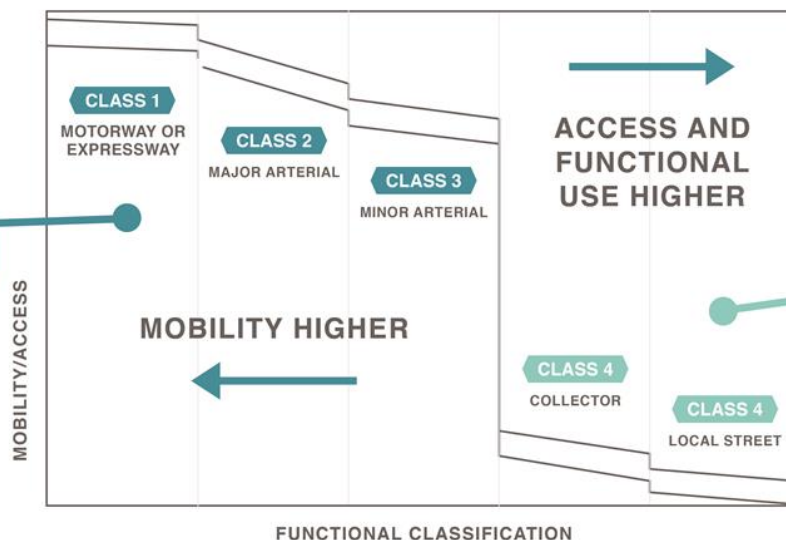 CLASS 1
MOTORWAY OR
EXPRESSWAY
CLASS 2
MAJOR ARTERIAL
CLASS 3
MINOR ARTERIAL
ACCESS AND
FUNCTIONAL
USE HIGHER
MOBILITY HIGHER
CLASS 4
COLLECTOR
CLASS 4
LOCAL STREET
MOBILITY/ACCESS
FUNCTIONAL CLASSIFICATION